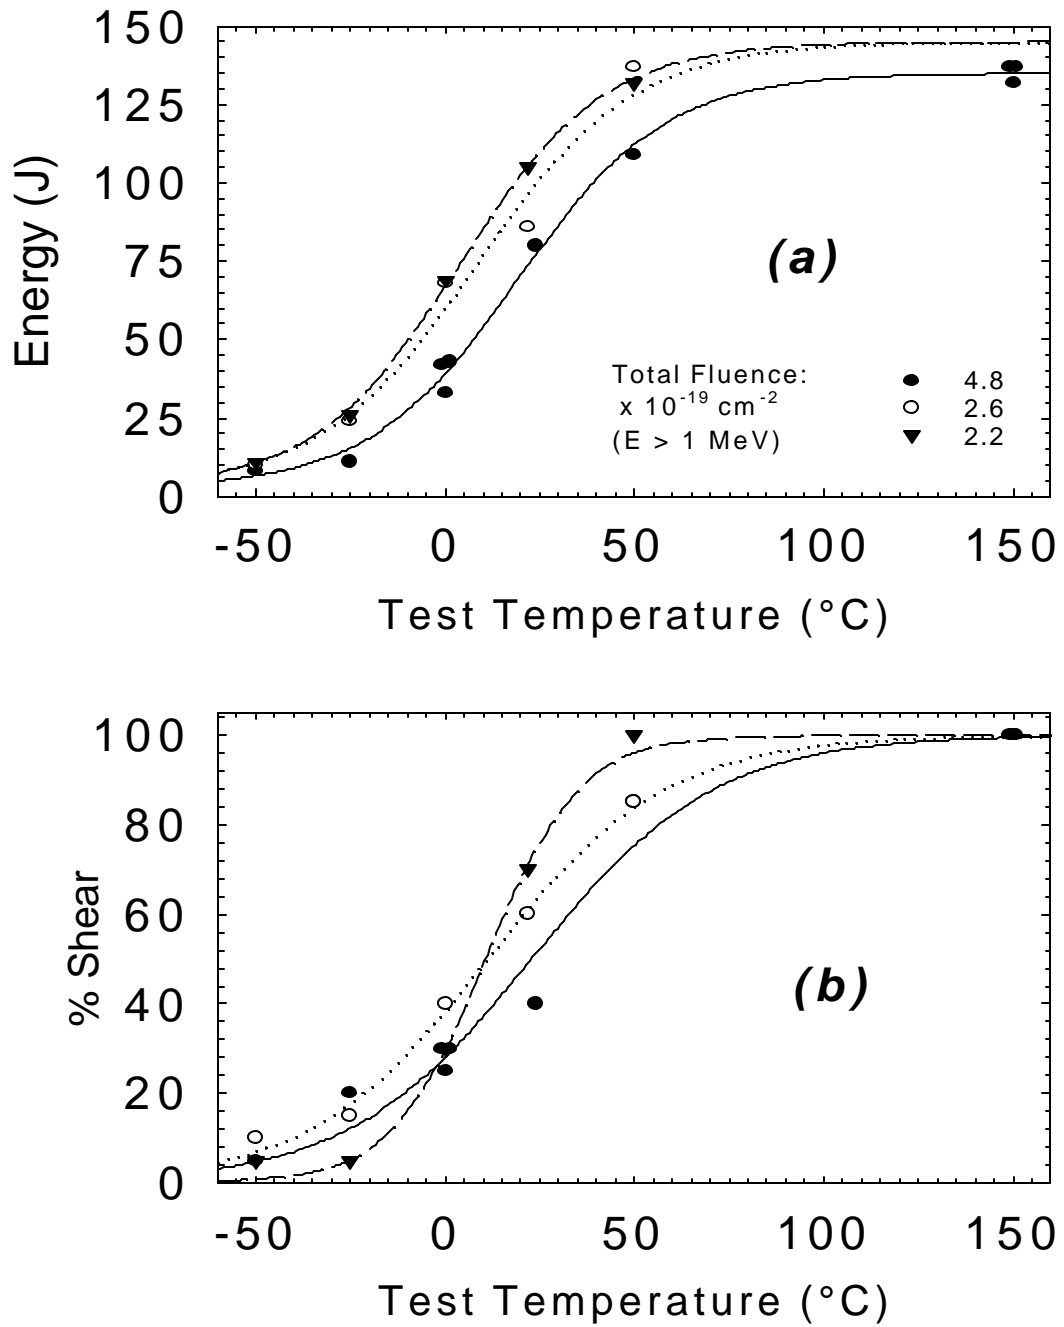 150
125
100
75
50
25
0
Energy (J)
(a)
Total Fluence:
x 10⁻¹⁹ cm⁻²
(E > 1 MeV)
4.8
2.6
2.2
-50 0 50 100 150
Test Temperature (°C)
100
80
60
40
20
0
% Shear
(b)
-50 0 50 100 150
Test Temperature (°C)